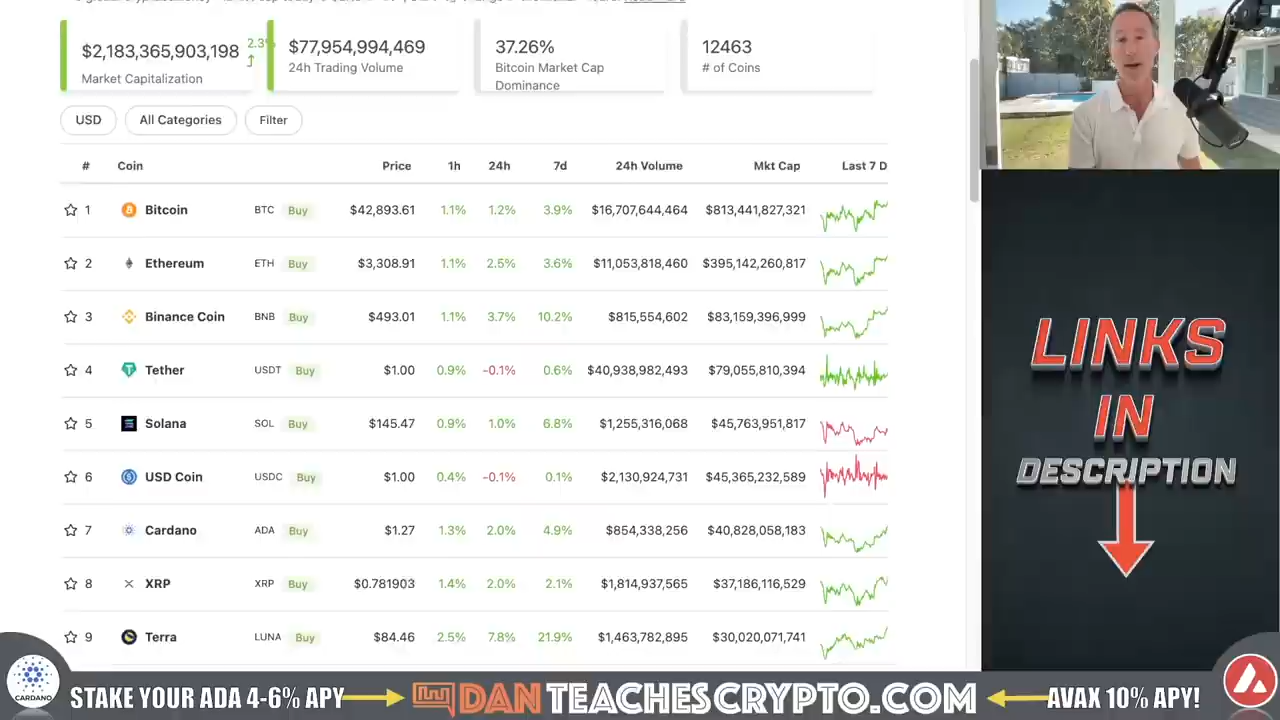 $2,183,365,903,198 2.3%
Market Capitalization
$77,954,994,469
24h Trading Volume
37.26%
Bitcoin Market Cap
Dominance
12463
# of Coins
USD All Categories Filter
# Coin Price 1h 24h 7d 24h Volume Mkt Cap Last 7 D
1 Bitcoin BTC Buy $42,893.61 1.1% 1.2% 3.9% $16,707,644,464 $813,441,827,321
2 Ethereum ETH Buy $3,308.91 1.1% 2.5% 3.6% $11,053,818,460 $395,142,260,817
3 Binance Coin BNB Buy $493.01 1.1% 3.7% 10.2% $815,554,602 $83,159,396,999
4 Tether USDT Buy $1.00 0.9% -0.1% 0.6% $40,938,982,493 $79,055,810,394
5 Solana SOL Buy $145.47 0.9% 1.0% 6.8% $1,255,316,068 $45,763,951,817
6 USD Coin USDC Buy $1.00 0.4% -0.1% 0.1% $2,130,924,731 $45,365,232,589
7 Cardano ADA Buy $1.27 1.3% 2.0% 4.9% $854,338,256 $40,828,058,183
8 XRP XRP Buy $0.781903 1.4% 2.0% 2.1% $1,814,937,565 $37,186,116,529
9 Terra LUNA Buy $84.46 2.5% 7.8% 21.9% $1,463,782,895 $30,020,071,741
LINKS
IN
DESCRIPTION
CARDANO
STAKE YOUR ADA 4-6% APY DANTEACHESCRYPTO.COM AVAX 10% APY!